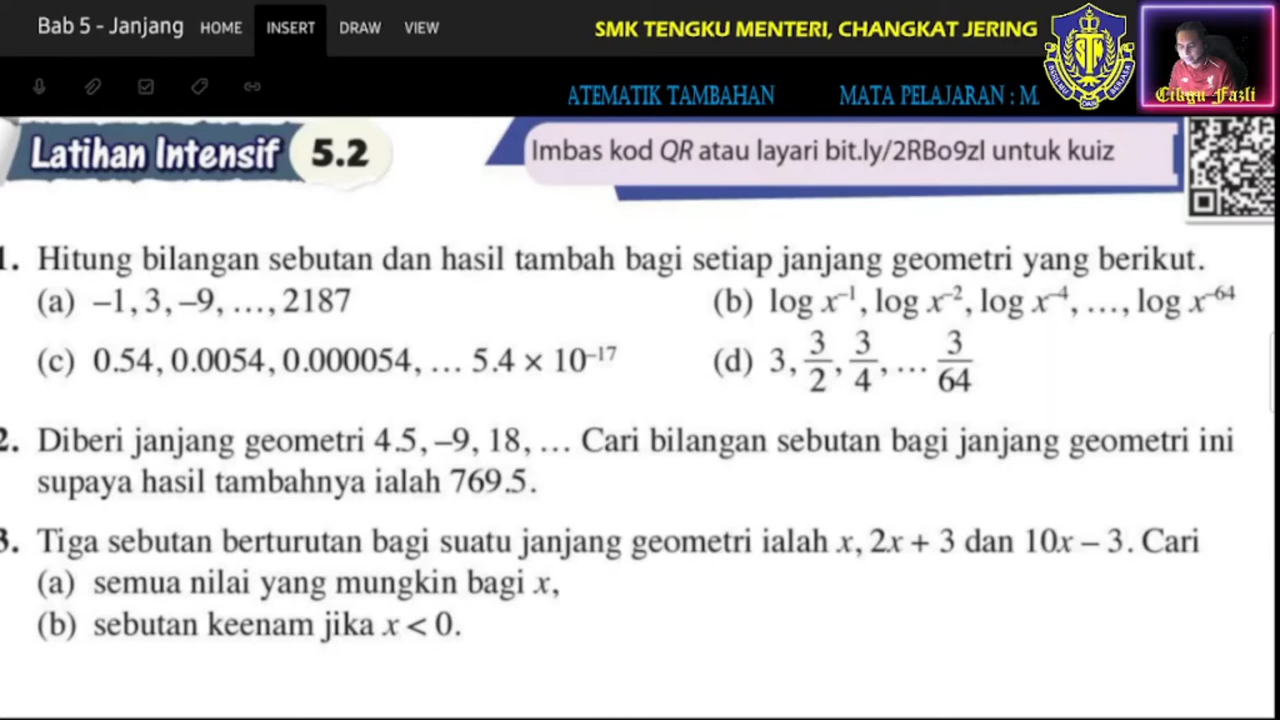 Bab 5 - Janjang HOME INSERT DRAW VIEW
SMK TENGKU MENTERI, CHANGKAT JERING
ATEMATIK TAMBAHAN MATA PELAJARAN : M
Cikgu Fazli
Latihan Intensif 5.2
Imbas kod QR atau layari bit.ly/2RBo9zI untuk kuiz
1. Hitung bilangan sebutan dan hasil tambah bagi setiap janjang geometri yang berikut.
(a) –1, 3, –9, …, 2187 (b) log x⁻¹, log x⁻², log x⁻⁴, …, log x⁻⁶⁴
(c) 0.54, 0.0054, 0.000054, … 5.4 × 10⁻¹⁷ (d) 3, 3/2, 3/4, … 3/64
2. Diberi janjang geometri 4.5, –9, 18, … Cari bilangan sebutan bagi janjang geometri ini
supaya hasil tambahnya ialah 769.5.
3. Tiga sebutan berturutan bagi suatu janjang geometri ialah x, 2x + 3 dan 10x – 3. Cari
(a) semua nilai yang mungkin bagi x,
(b) sebutan keenam jika x < 0.